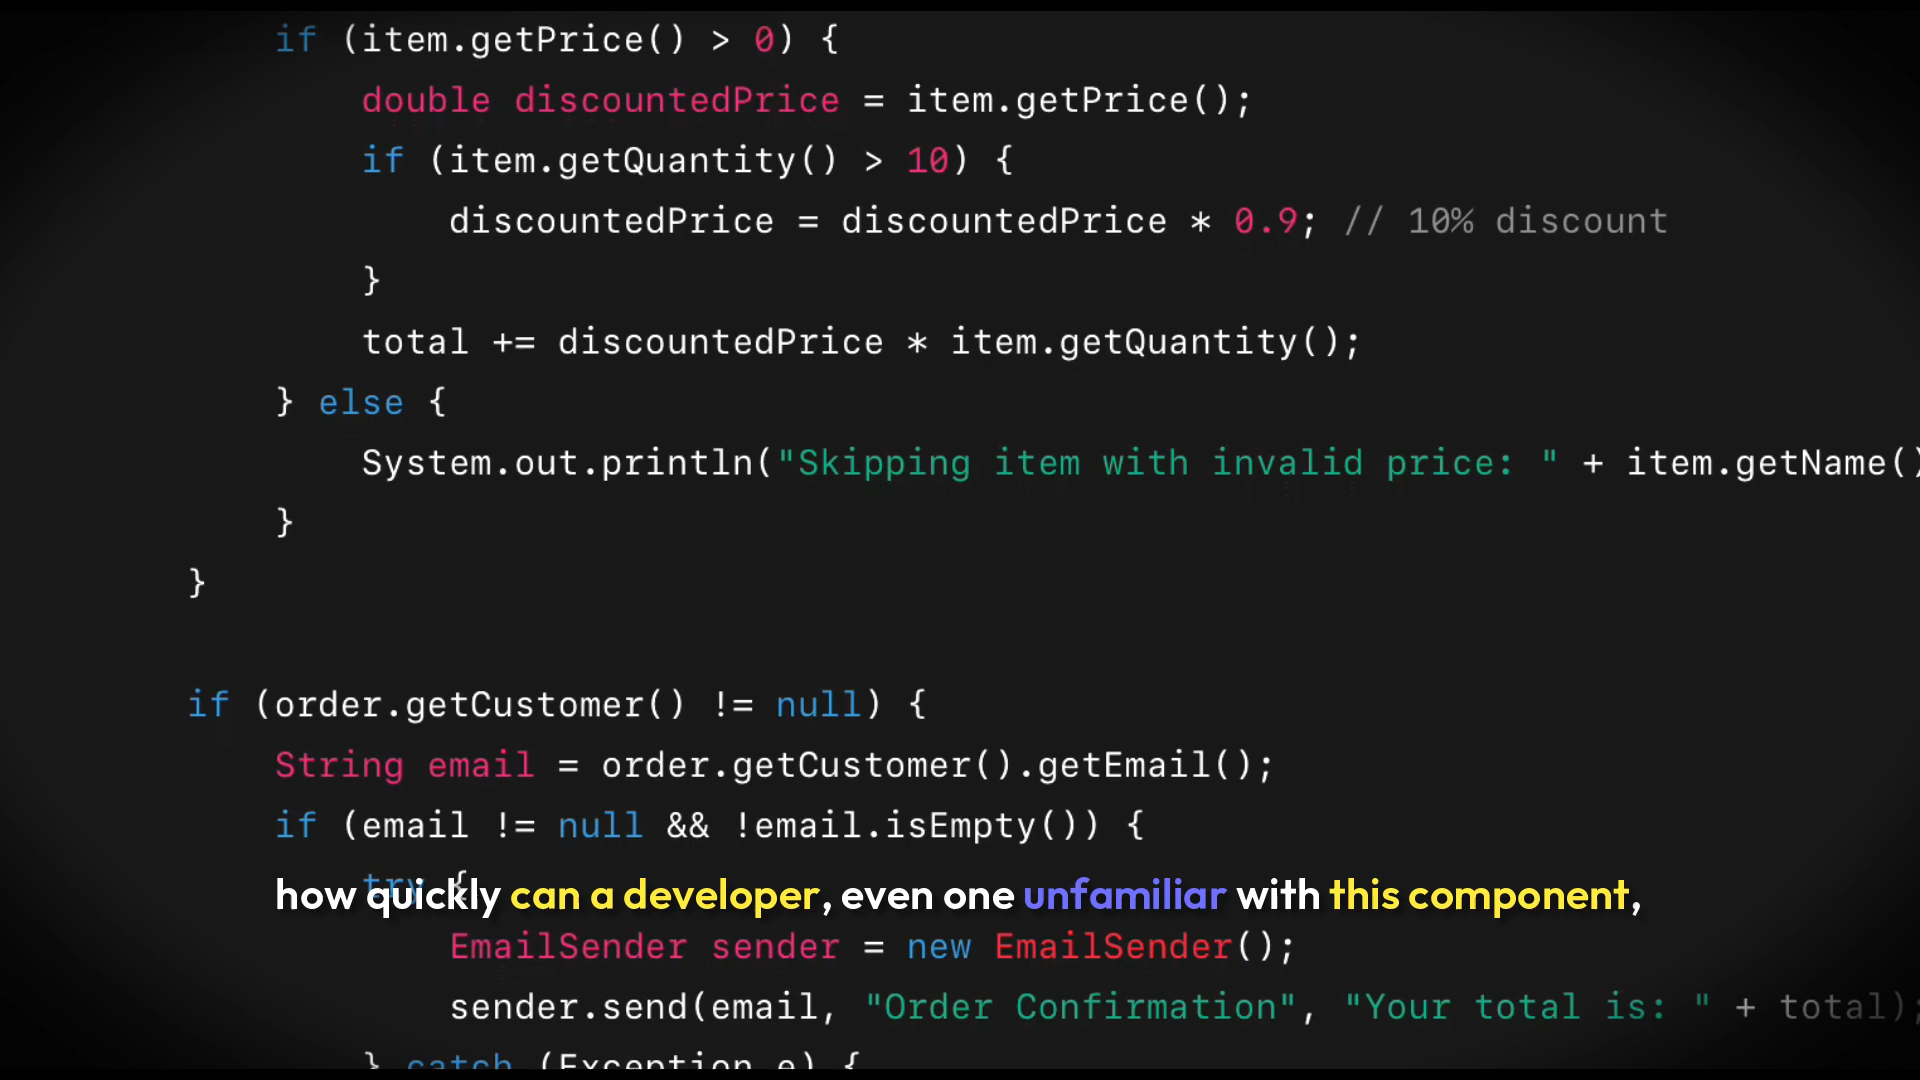 if (item.getPrice() > 0) {
double discountedPrice = item.getPrice();
if (item.getQuantity() > 10) {
discountedPrice = discountedPrice * 0.9; // 10% discount
}
total += discountedPrice * item.getQuantity();
} else {
System.out.println("Skipping item with invalid price: " + item.getName()
}
}
if (order.getCustomer() != null) {
String email = order.getCustomer().getEmail();
if (email != null && !email.isEmpty()) {
try {
how quickly can a developer, even one unfamiliar with this component,
EmailSender sender = new EmailSender();
sender.send(email, "Order Confirmation", "Your total is: " + total);
} catch (Exception e) {